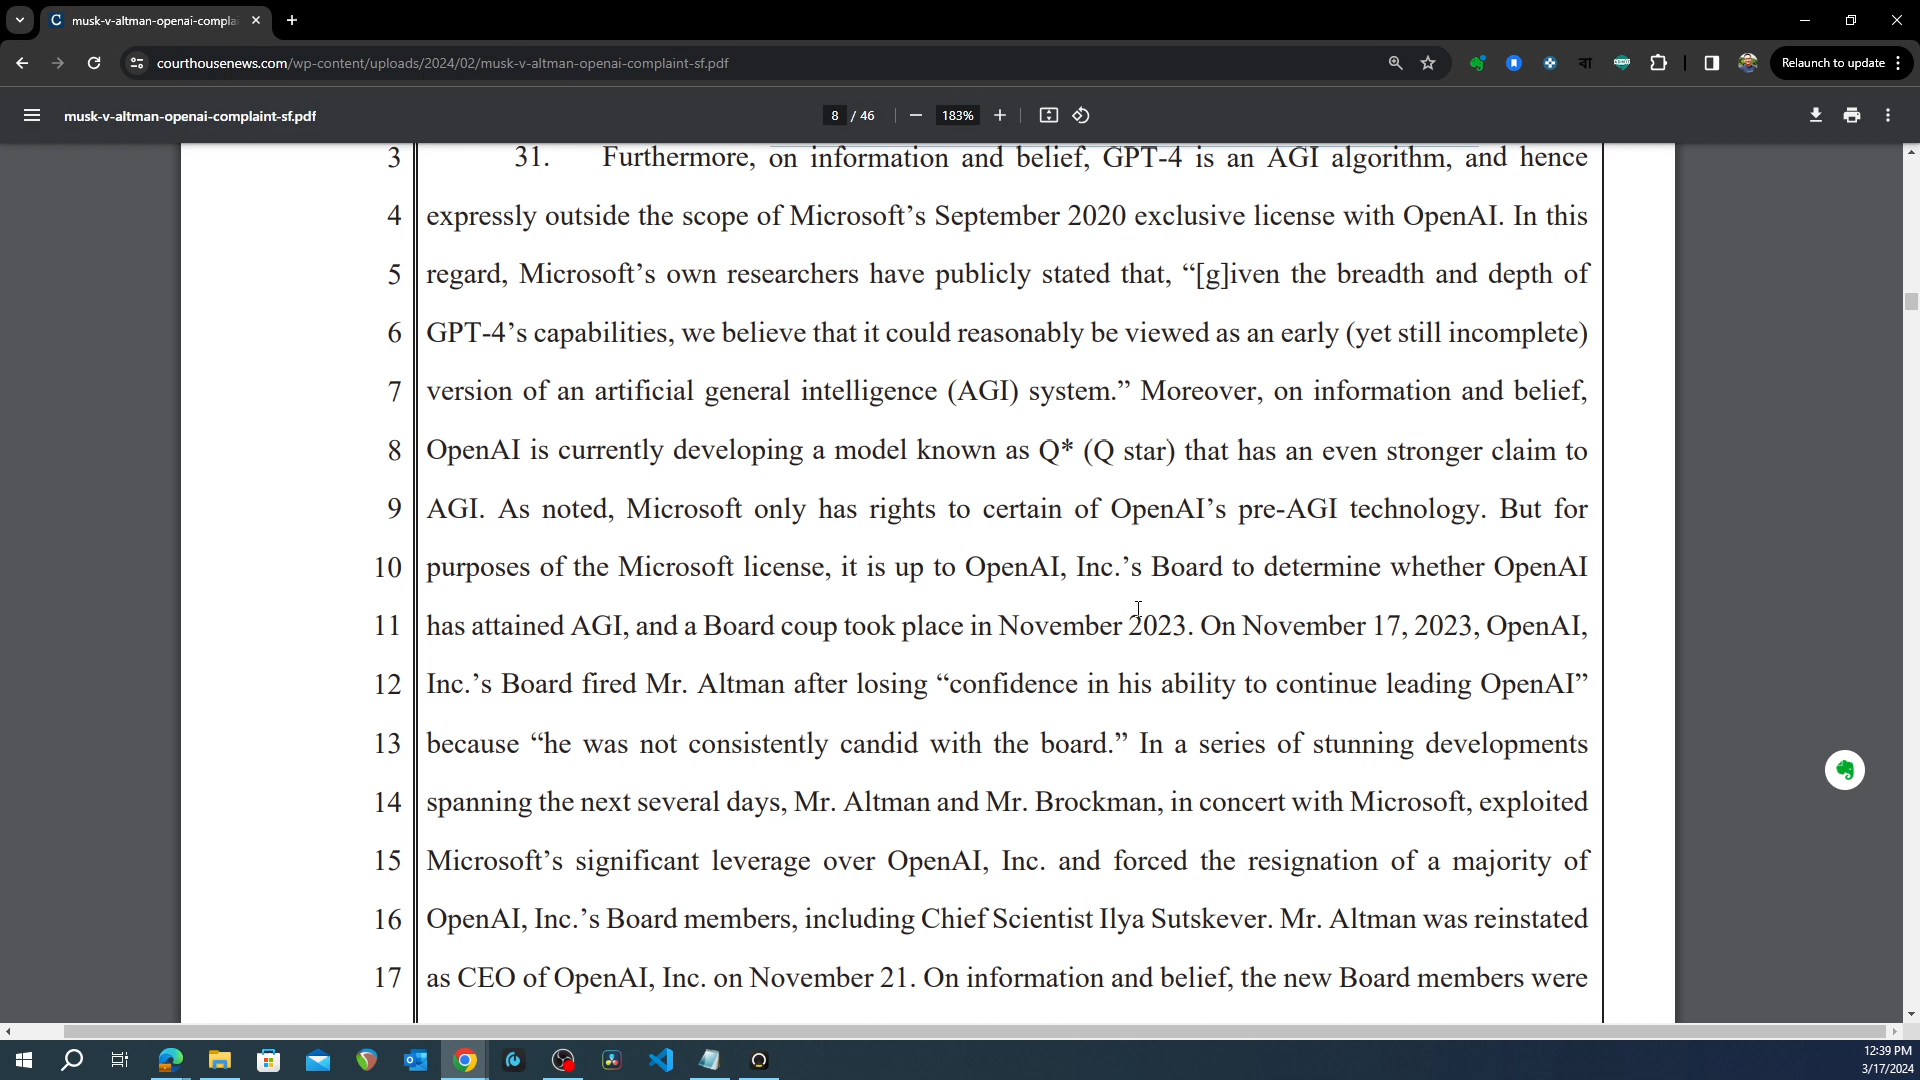 musk-v-altman-openai-compla
courthousenews.com/wp-content/uploads/2024/02/musk-v-altman-openai-complaint-sf.pdf
Relaunch to update
musk-v-altman-openai-complaint-sf.pdf
8 / 46
183%
3 31. Furthermore, on information and belief, GPT-4 is an AGI algorithm, and hence
4 expressly outside the scope of Microsoft’s September 2020 exclusive license with OpenAI. In this
5 regard, Microsoft’s own researchers have publicly stated that, “[g]iven the breadth and depth of
6 GPT-4’s capabilities, we believe that it could reasonably be viewed as an early (yet still incomplete)
7 version of an artificial general intelligence (AGI) system.” Moreover, on information and belief,
8 OpenAI is currently developing a model known as Q* (Q star) that has an even stronger claim to
9 AGI. As noted, Microsoft only has rights to certain of OpenAI’s pre-AGI technology. But for
10 purposes of the Microsoft license, it is up to OpenAI, Inc.’s Board to determine whether OpenAI
11 has attained AGI, and a Board coup took place in November 2023. On November 17, 2023, OpenAI,
12 Inc.’s Board fired Mr. Altman after losing “confidence in his ability to continue leading OpenAI”
13 because “he was not consistently candid with the board.” In a series of stunning developments
14 spanning the next several days, Mr. Altman and Mr. Brockman, in concert with Microsoft, exploited
15 Microsoft’s significant leverage over OpenAI, Inc. and forced the resignation of a majority of
16 OpenAI, Inc.’s Board members, including Chief Scientist Ilya Sutskever. Mr. Altman was reinstated
17 as CEO of OpenAI, Inc. on November 21. On information and belief, the new Board members were
12:39 PM
3/17/2024